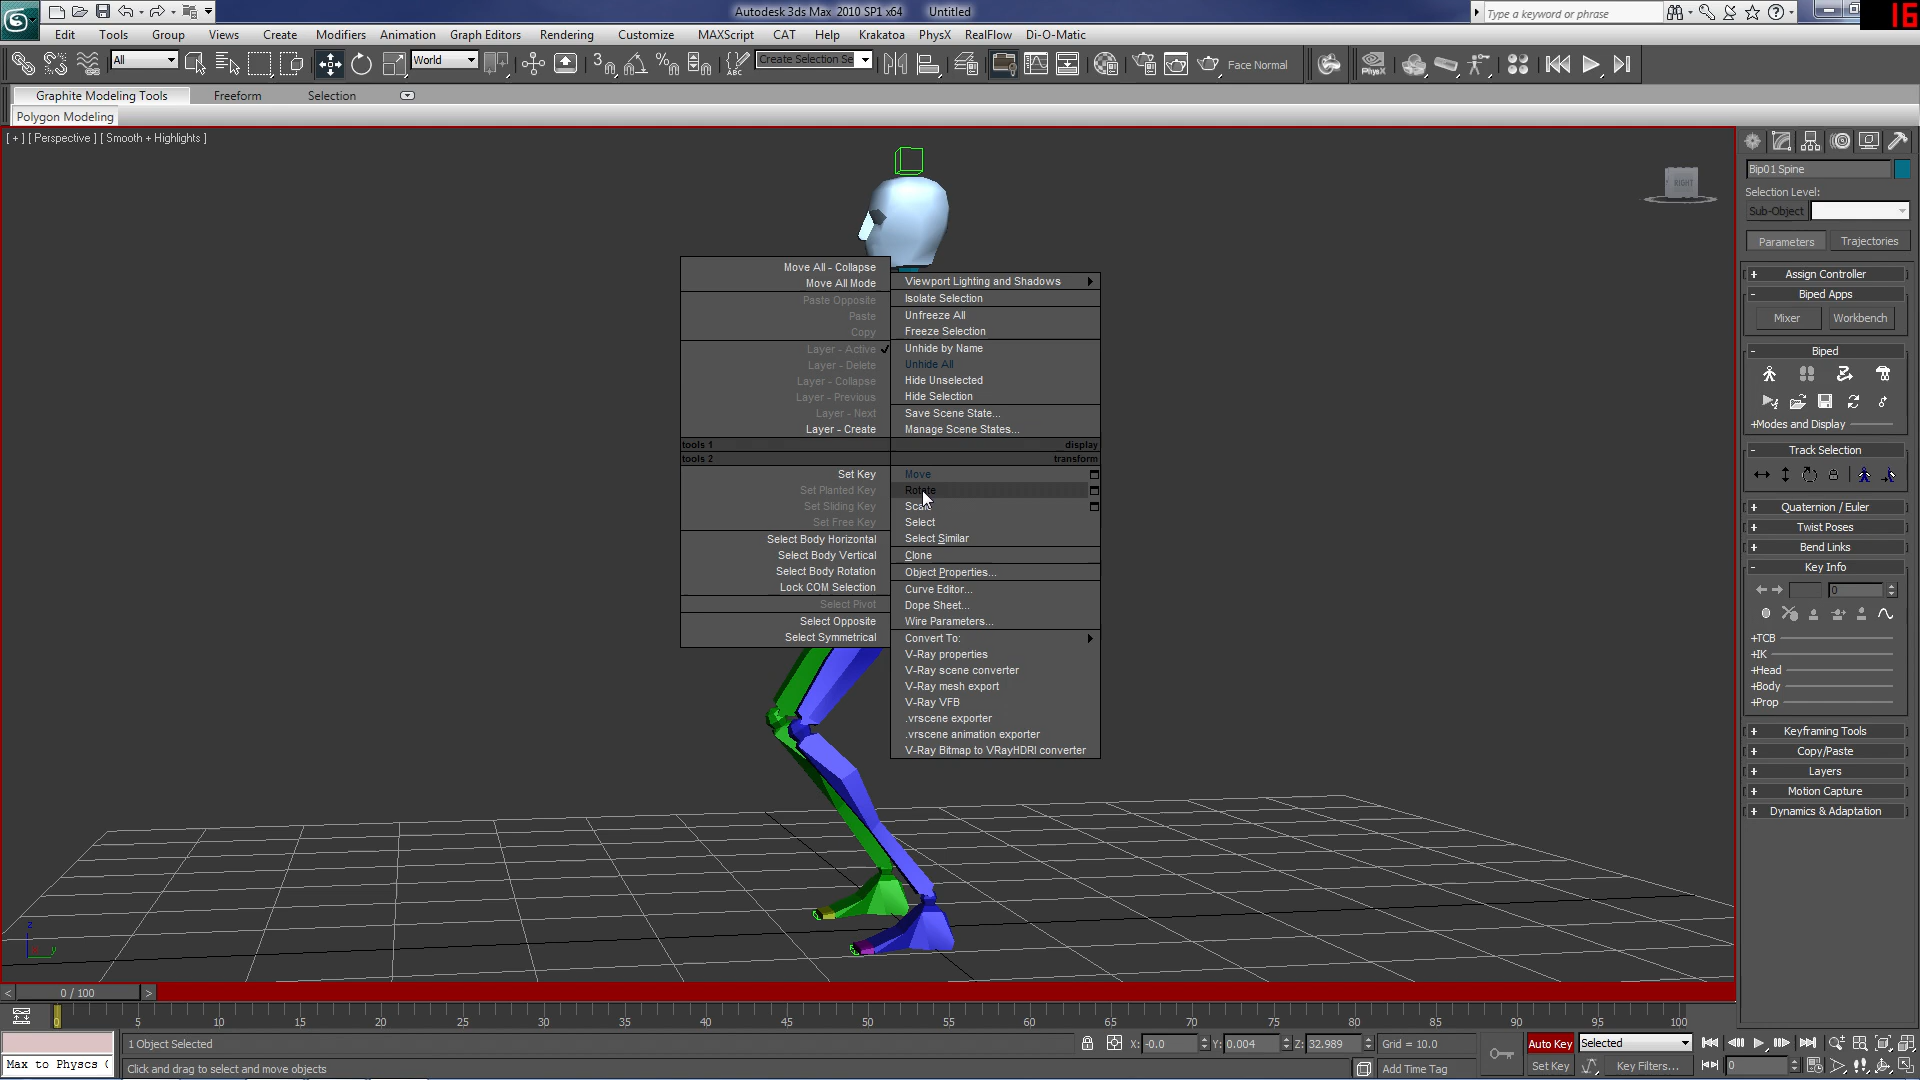 Autodesk 3ds Max 2010 SP1 x64 Untitled
Type a keyword or phrase
16
Edit Tools Group Views Create Modifiers Animation Graph Editors Rendering Customize MAXScript CAT Help Krakatoa PhysX RealFlow Di-O-Matic
All World Create Selection Se Face Normal PhysX
Graphite Modeling Tools Freeform Selection
Polygon Modeling
[ + ] [ Perspective ] [ Smooth + Highlights ]
RIGHT
Bip01 Spine
Selection Level:
Sub-Object
Parameters Trajectories
+ Assign Controller
- Biped Apps
Mixer Workbench
- Biped
+Modes and Display
- Track Selection
+ Quaternion / Euler
+ Twist Poses
+ Bend Links
- Key Info
0
+TCB
+IK
+Head
+Body
+Prop
+ Keyframing Tools
+ Copy/Paste
+ Layers
+ Motion Capture
+ Dynamics & Adaptation
Move All - Collapse
Move All Mode
Paste Opposite
Paste
Copy
Layer - Active
Layer - Delete
Layer - Collapse
Layer - Previous
Layer - Next
Layer - Create
tools 1
tools 2
Set Key
Set Planted Key
Set Sliding Key
Set Free Key
Select Body Horizontal
Select Body Vertical
Select Body Rotation
Lock COM Selection
Select Pivot
Select Opposite
Select Symmetrical
Viewport Lighting and Shadows
Isolate Selection
Unfreeze All
Freeze Selection
Unhide by Name
Unhide All
Hide Unselected
Hide Selection
Save Scene State...
Manage Scene States...
display
transform
Move
Rotate
Scale
Select
Select Similar
Clone
Object Properties...
Curve Editor...
Dope Sheet...
Wire Parameters...
Convert To:
V-Ray properties
V-Ray scene converter
V-Ray mesh export
V-Ray VFB
.vrscene exporter
.vrscene animation exporter
V-Ray Bitmap to VRayHDRI converter
z
y
< 0 / 100 >
0 5 10 15 20 25 30 35 40 45 50 55 60 65 70 75 80 85 90 95 100
1 Object Selected X: -0.0 Y: 0.004 Z: 32.989 Grid = 10.0 Auto Key Selected
Max to Physcs ( Click and drag to select and move objects Add Time Tag Set Key Key Filters... 0